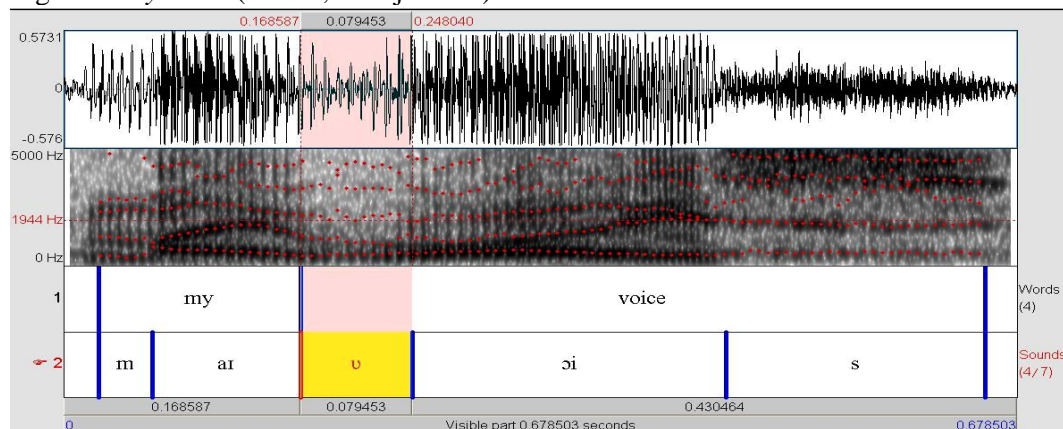 0.168587 0.079453 0.248040
0.5731
0
-0.576
5000 Hz
1944 Hz
0 Hz
1 my voice Words
(4)
2 m aɪ ʋ ɔi s Sounds
(4/7)
0.168587 0.079453 0.430464
0 Visible part 0.678503 seconds 0.678503